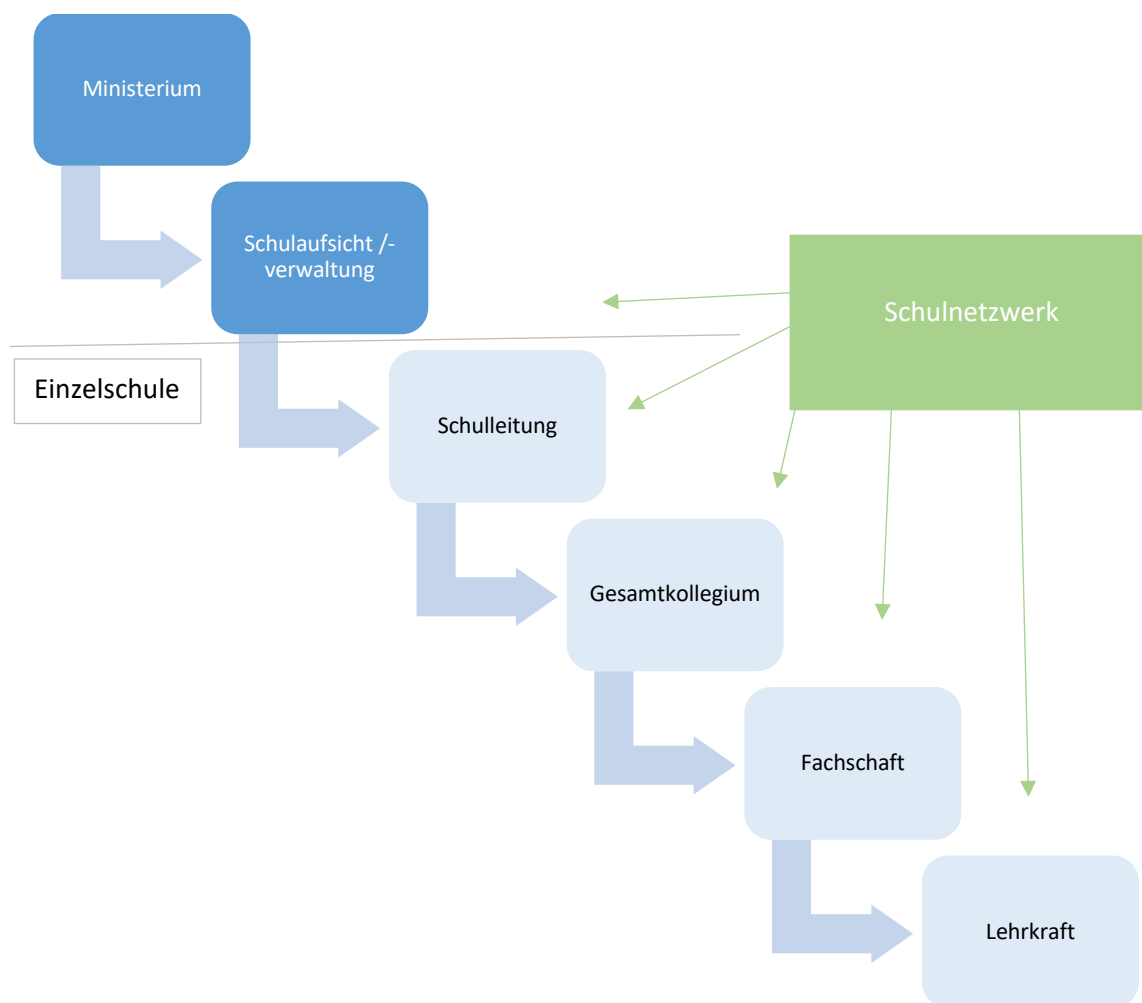 Ministerium
Schulaufsicht /-
verwaltung
Schulnetzwerk
Einzelschule
Schulleitung
Gesamtkollegium
Fachschaft
Lehrkraft